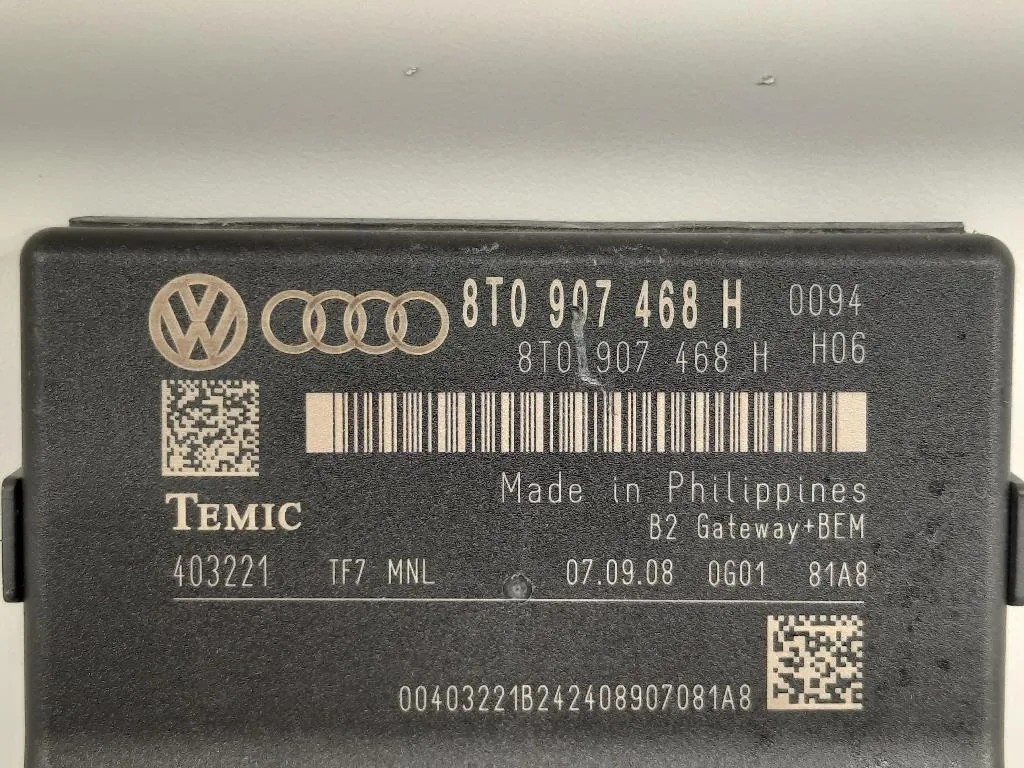 8T0 907 468 H 0094
8T0 907 468 H H06
TEMIC
Made in Philippines
B2 Gateway+BEM
403221 TF7 MNL 07.09.08 0G01 81A8
00403221B242408907081A8